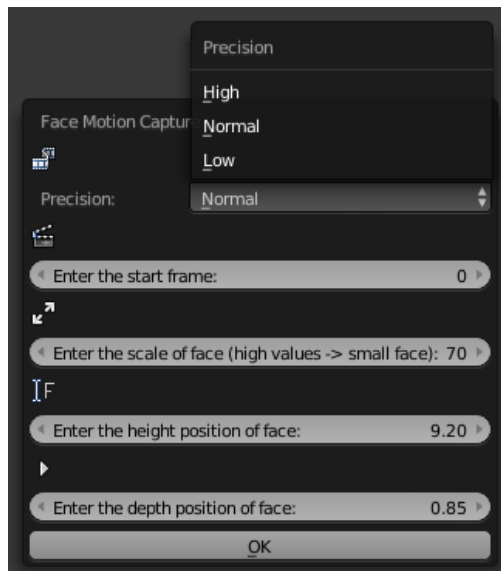 Precision
High
Normal
Low
Face Motion Captur
Precision: Normal
Enter the start frame: 0
Enter the scale of face (high values -> small face): 70
F
Enter the height position of face: 9.20
Enter the depth position of face: 0.85
OK